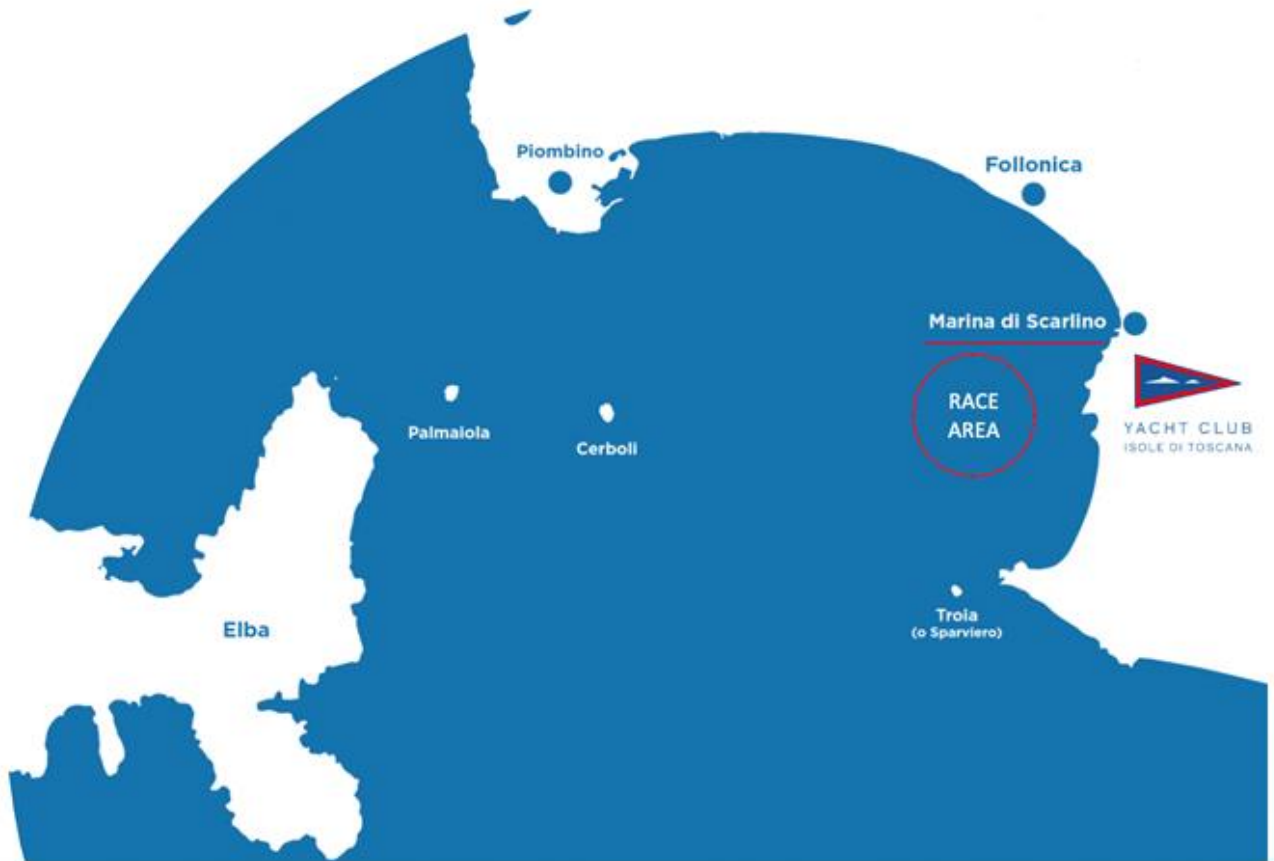 Piombino
Follonica
Marina di Scarlino
RACE
AREA
YACHT CLUB
ISOLE DI TOSCANA
Palmaiola
Cerboli
Troia
(o Sparviero)
Elba